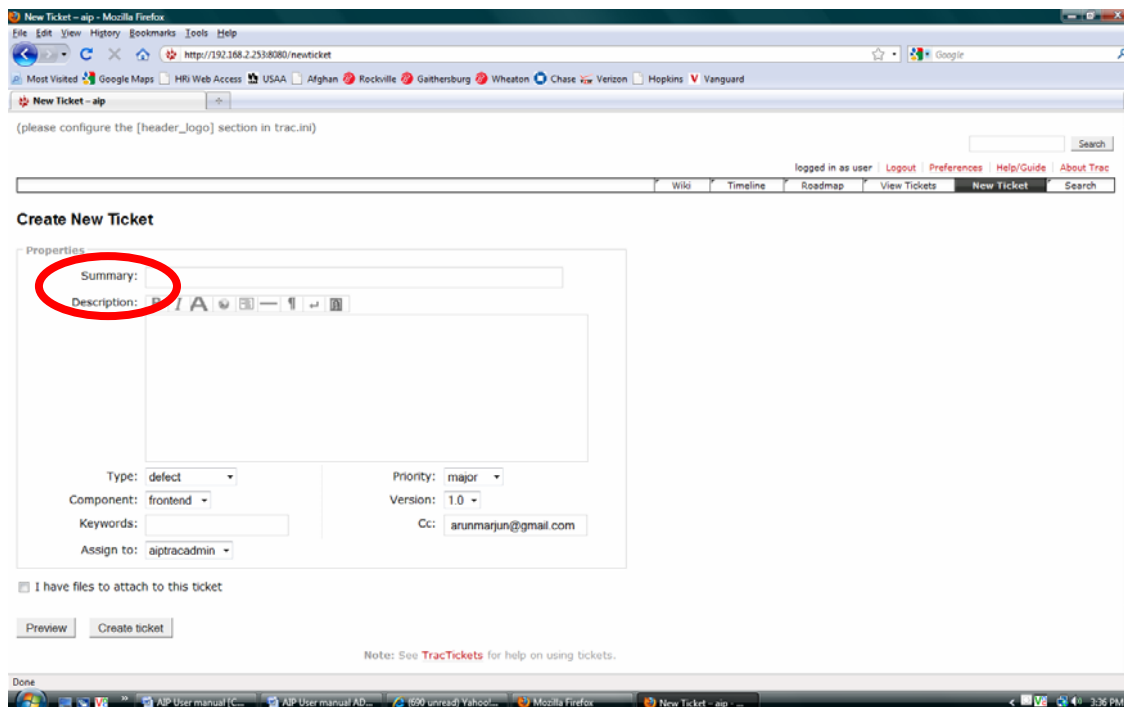 New Ticket – aip - Mozilla Firefox
File Edit View History Bookmarks Tools Help
http://192.168.2.253:8080/newticket
Google
Most Visited Google Maps HRi Web Access USAA Afghan Rockville Gaithersburg Wheaton Chase Verizon Hopkins Vanguard
New Ticket – aip
(please configure the [header_logo] section in trac.ini)
Search
logged in as user Logout Preferences Help/Guide About Trac
Wiki Timeline Roadmap View Tickets New Ticket Search
Create New Ticket
Properties
Summary:
Description: B I A
Type: defect Priority: major
Component: frontend Version: 1.0
Keywords: Cc: arunmarjun@gmail.com
Assign to: aiptracadmin
I have files to attach to this ticket
Preview Create ticket
Note: See TracTickets for help on using tickets.
Done
AIP User manual [C... AIP User manual AD... (690 unread) Yahoo!... Mozilla Firefox New Ticket – aip - ... 3:36 PM